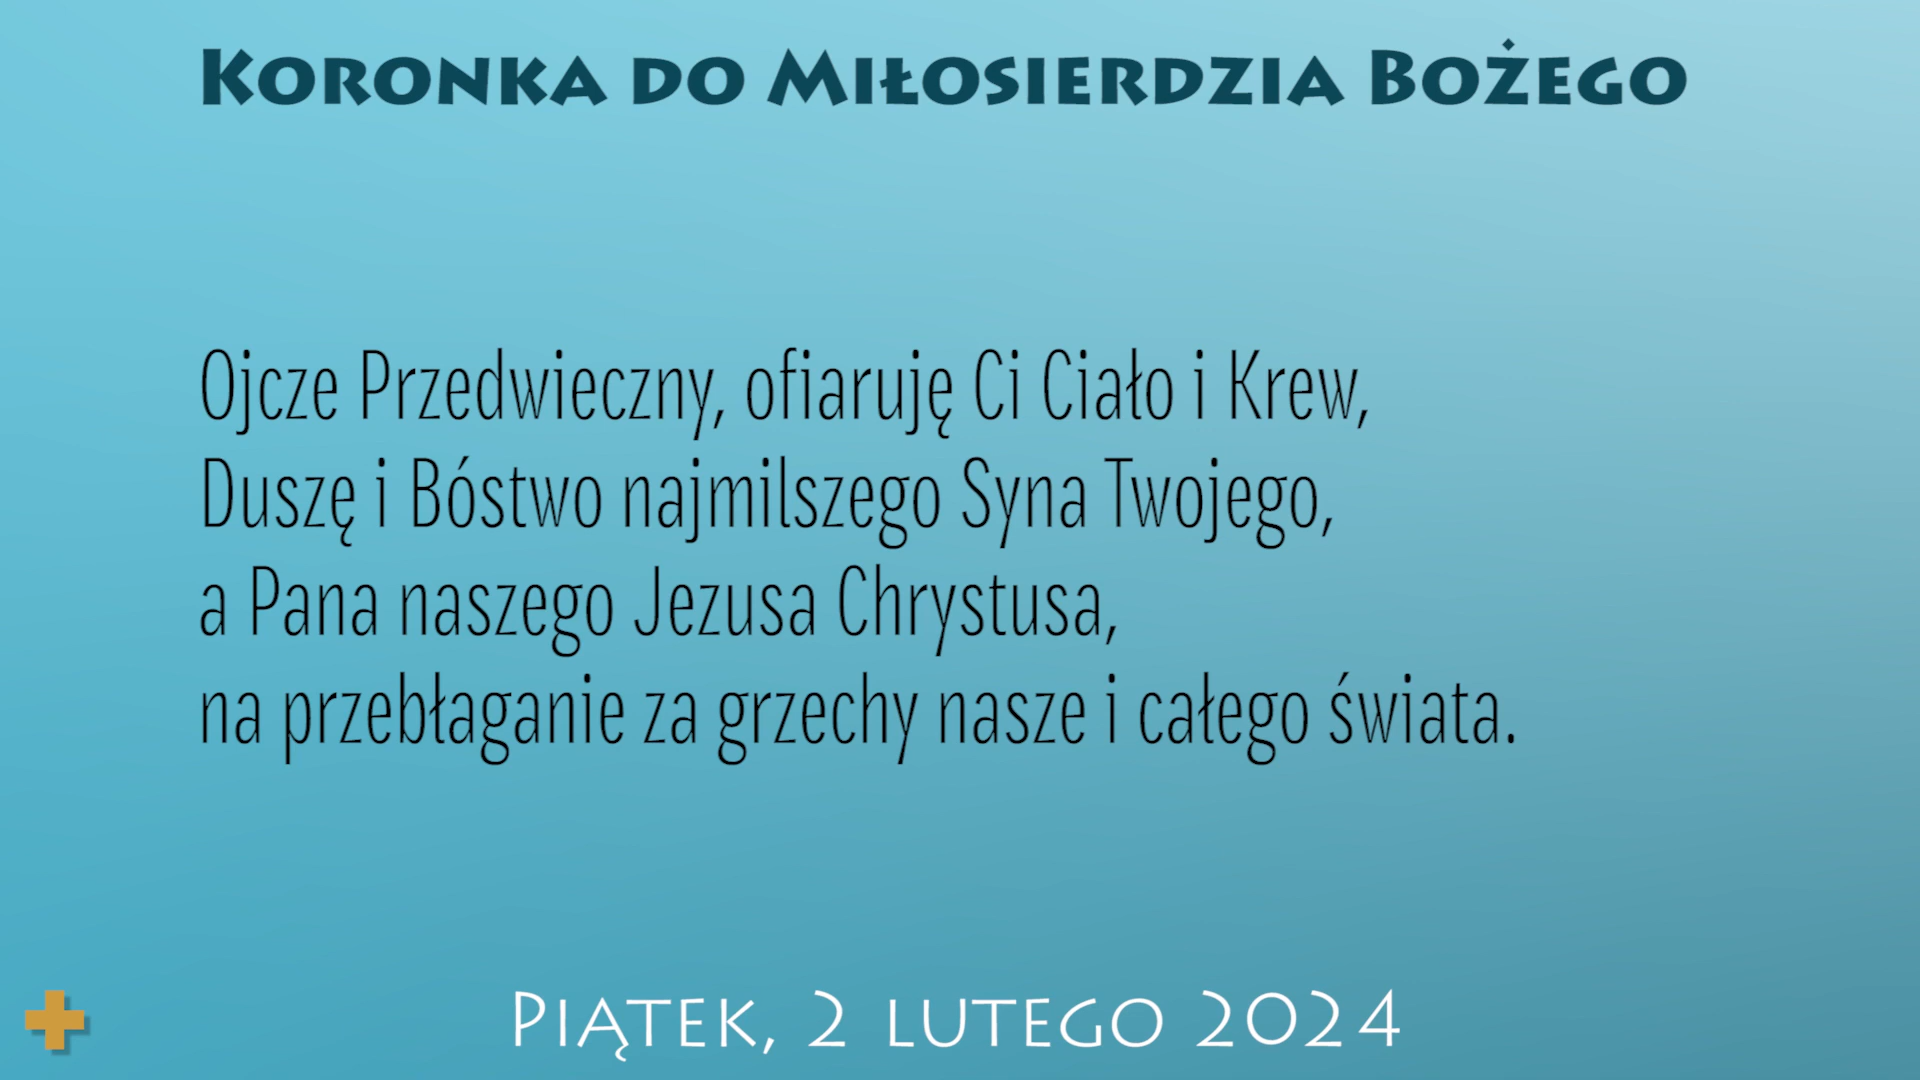 Koronka do Miłosierdzia Bożego
Ojcze Przedwieczny, ofiaruję Ci Ciało i Krew,
Duszę i Bóstwo najmilszego Syna Twojego,
a Pana naszego Jezusa Chrystusa,
na przebłaganie za grzechy nasze i całego świata.
Piątek, 2 lutego 2024